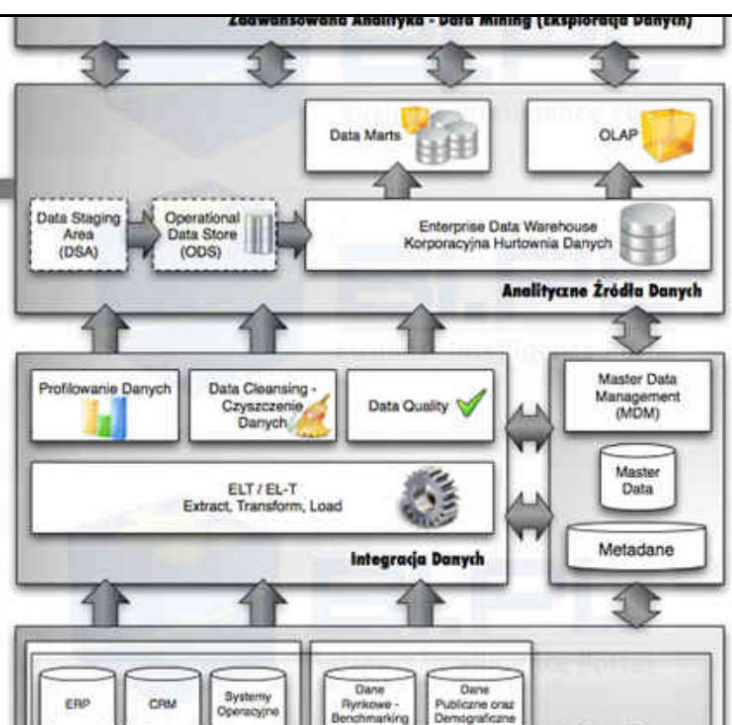 Zaawansowana Analityka - Data Mining (Eksploracja Danych)
Data Marts
OLAP
Data Staging
Area
(DSA)
Operational
Data Store
(ODS)
Enterprise Data Warehouse
Korporacyjna Hurtownia Danych
Analityczne Źródła Danych
Profilowanie Danych
Data Cleansing -
Czyszczenie
Danych
Data Quality
Master Data
Management
(MDM)
Master
Data
ELT / EL-T
Extract, Transform, Load
Metadane
Integracja Danych
ERP
CRM
Systemy
Operacyjne
Dane
Rynkowe -
Benchmarking
Dane
Publiczne oraz
Demograficzne